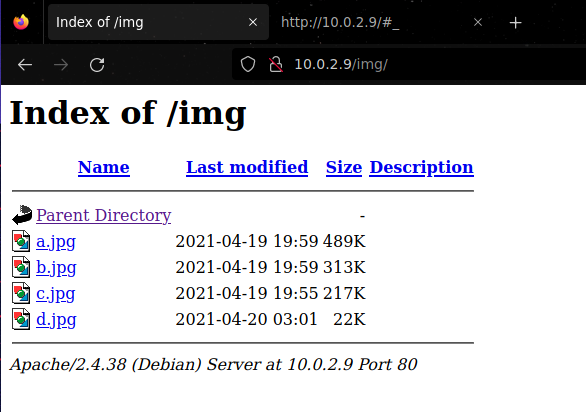 Index of /img
http://10.0.2.9/#_
10.0.2.9/img/
Index of /img
Name Last modified Size Description
Parent Directory -
a.jpg 2021-04-19 19:59 489K
b.jpg 2021-04-19 19:59 313K
c.jpg 2021-04-19 19:55 217K
d.jpg 2021-04-20 03:01 22K
Apache/2.4.38 (Debian) Server at 10.0.2.9 Port 80